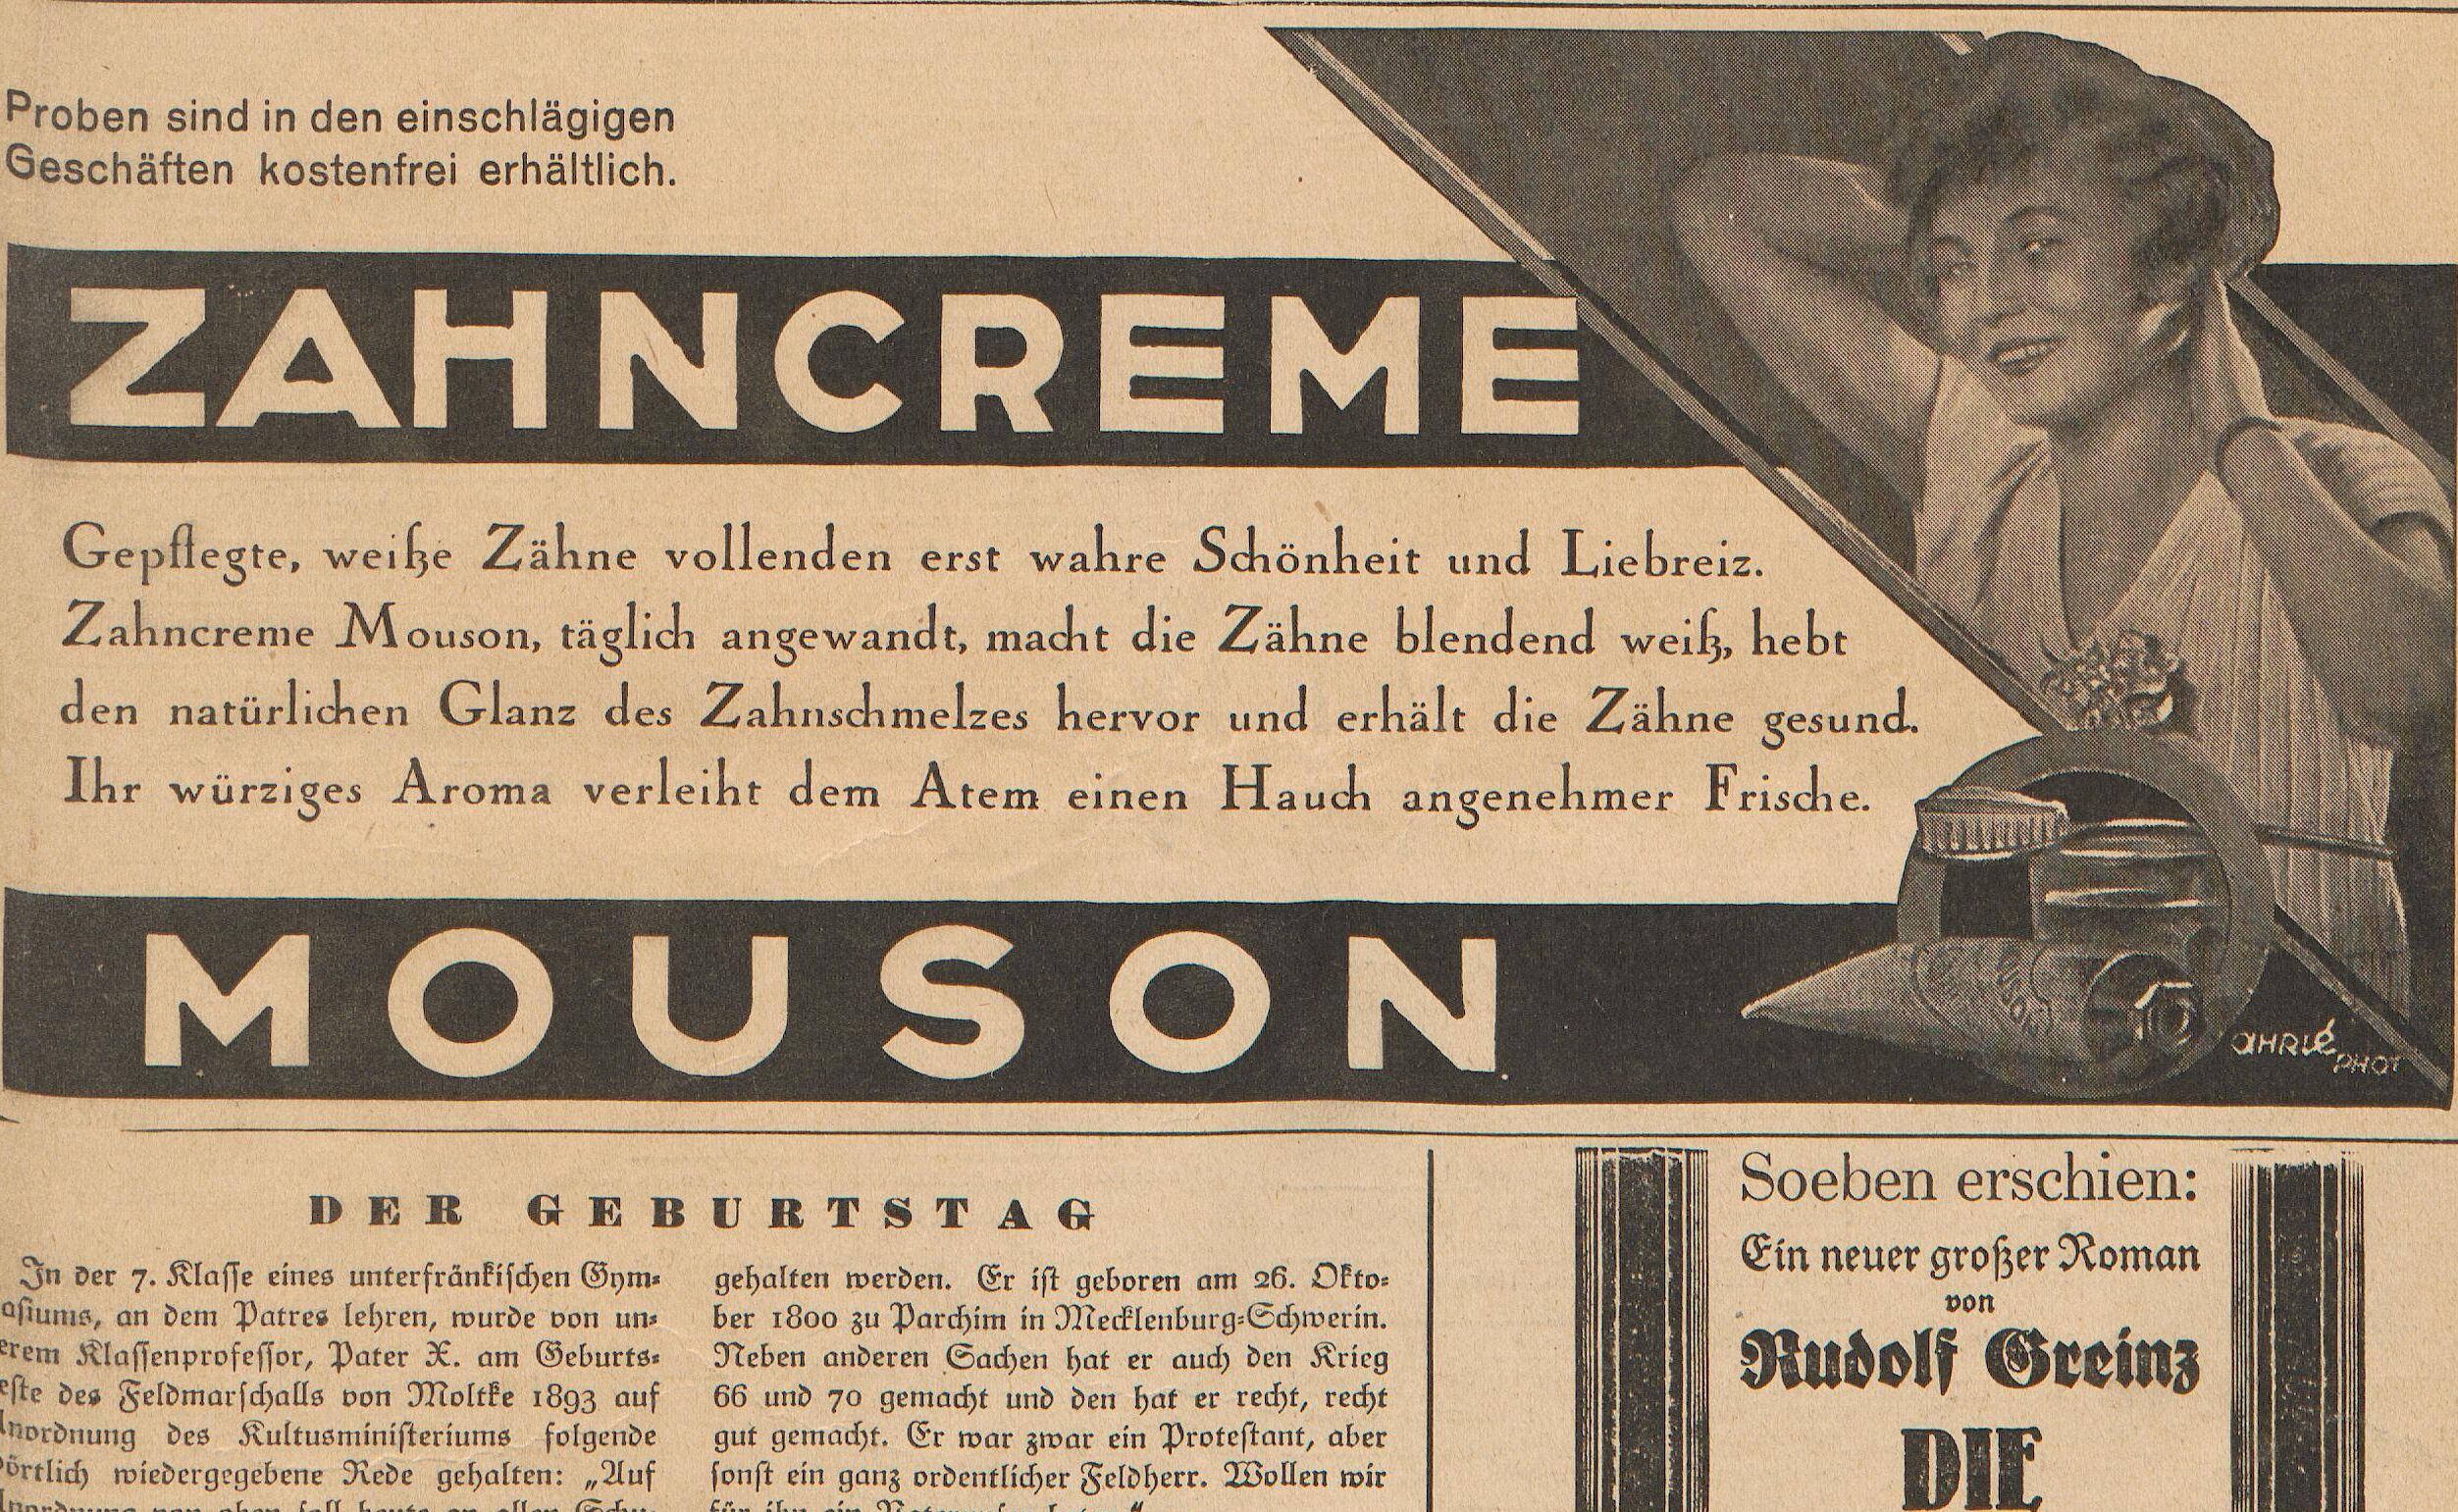 Proben sind in den einschlägigen
Geschäften kostenfrei erhältlich.
ZAHNCREME
Gepflegte, weiße Zähne vollenden erst wahre Schönheit und Liebreiz.
Zahncreme Mouson, täglich angewandt, macht die Zähne blendend weiß, hebt
den natürlichen Glanz des Zahnschmelzes hervor und erhält die Zähne gesund.
Ihr würziges Aroma verleiht dem Atem einen Hauch angenehmer Frische.
MOUSON
PHOT
DER GEBURTSTAG
In der 7. Klasse eines unterfränkischen Gym-
asiums, an dem Patres lehren, wurde von un-
erem Klassenprofessor, Pater X. am Geburts-
este des Feldmarschalls von Moltke 1893 auf
nordnung des Kultusministeriums folgende
örtlich wiedergegebene Rede gehalten: „Auf
gehalten werden. Er ist geboren am 26. Okto-
ber 1800 zu Parchim in Mecklenburg-Schwerin.
Neben anderen Sachen hat er auch den Krieg
66 und 70 gemacht und den hat er recht, recht
gut gemacht. Er war zwar ein Protestant, aber
sonst ein ganz ordentlicher Feldherr. Wollen wir
Soeben erschien:
Ein neuer großer Roman
von
Rudolf Greinz
DIE